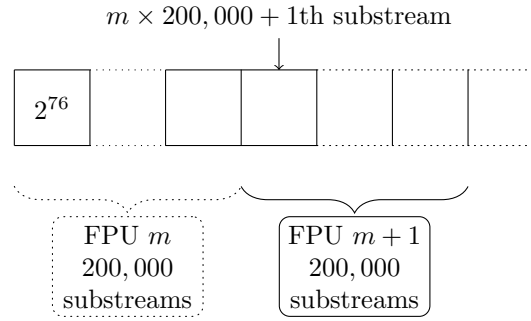 m × 200,000 + 1th substream
2^76
FPU m
200,000
substreams
FPU m + 1
200,000
substreams